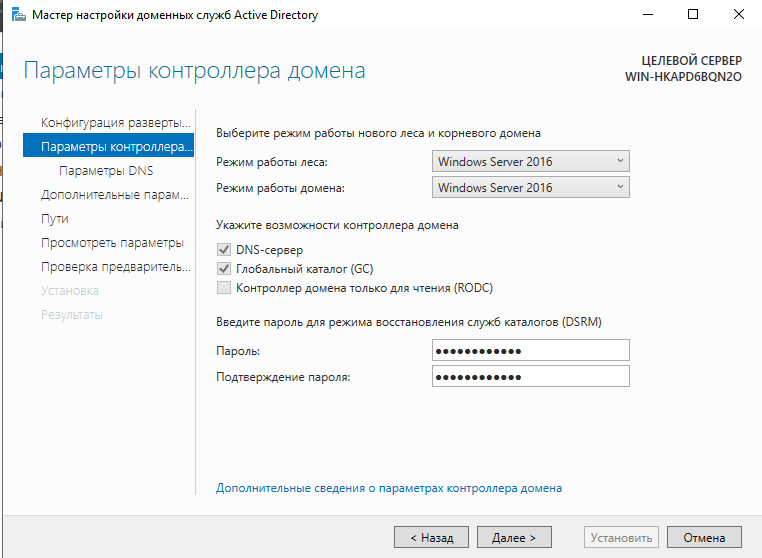 Мастер настройки доменных служб Active Directory
Параметры контроллера домена
ЦЕЛЕВОЙ СЕРВЕР
WIN-HKAPD6BQN2O
Конфигурация разверты...
Параметры контроллера...
Параметры DNS
Дополнительные парам...
Пути
Просмотреть параметры
Проверка предваритель...
Установка
Результаты
Выберите режим работы нового леса и корневого домена
Режим работы леса: Windows Server 2016
Режим работы домена: Windows Server 2016
Укажите возможности контроллера домена
DNS-сервер
Глобальный каталог (GC)
Контроллер домена только для чтения (RODC)
Введите пароль для режима восстановления служб каталогов (DSRM)
Пароль: ●●●●●●●●●●●●
Подтверждение пароля: ●●●●●●●●●●●●
Дополнительные сведения о параметрах контроллера домена
< Назад Далее > Установить Отмена